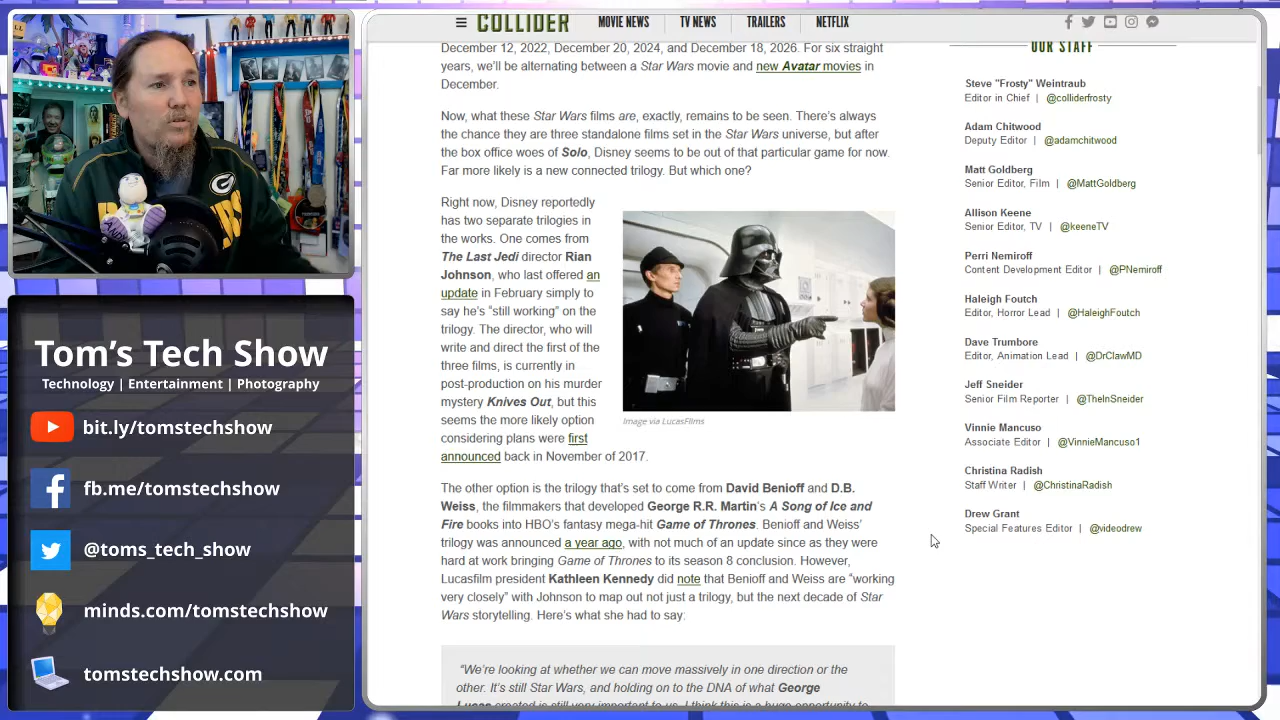 COLLIDER
MOVIE NEWS
TV NEWS
TRAILERS
NETFLIX
December 12, 2022, December 20, 2024, and December 18, 2026. For six straight
years, we'll be alternating between a Star Wars movie and new Avatar movies in
December.
Now, what these Star Wars films are, exactly, remains to be seen. There's always
the chance they are three standalone films set in the Star Wars universe, but after
the box office woes of Solo, Disney seems to be out of that particular game for now.
Far more likely is a new connected trilogy. But which one?
Right now, Disney reportedly
has two separate trilogies in
the works. One comes from
The Last Jedi director Rian
Johnson, who last offered an
update in February simply to
say he's “still working” on the
trilogy. The director, who will
write and direct the first of the
three films, is currently in
post-production on his murder
mystery Knives Out, but this
seems the more likely option
considering plans were first
announced back in November of 2017.
Image via LucasFIlms
The other option is the trilogy that's set to come from David Benioff and D.B.
Weiss, the filmmakers that developed George R.R. Martin's A Song of Ice and
Fire books into HBO's fantasy mega-hit Game of Thrones. Benioff and Weiss'
trilogy was announced a year ago, with not much of an update since as they were
hard at work bringing Game of Thrones to its season 8 conclusion. However,
Lucasfilm president Kathleen Kennedy did note that Benioff and Weiss are “working
very closely” with Johnson to map out not just a trilogy, but the next decade of Star
Wars storytelling. Here's what she had to say:
“We're looking at whether we can move massively in one direction or the
other. It's still Star Wars, and holding on to the DNA of what George
Lucas created is still very important to us. I think this is a huge opportunity to
OUR STAFF
Steve "Frosty" Weintraub
Editor in Chief | @colliderfrosty
Adam Chitwood
Deputy Editor | @adamchitwood
Matt Goldberg
Senior Editor, Film | @MattGoldberg
Allison Keene
Senior Editor, TV | @keeneTV
Perri Nemiroff
Content Development Editor | @PNemiroff
Haleigh Foutch
Editor, Horror Lead | @HaleighFoutch
Dave Trumbore
Editor, Animation Lead | @DrClawMD
Jeff Sneider
Senior Film Reporter | @TheInSneider
Vinnie Mancuso
Associate Editor | @VinnieMancuso1
Christina Radish
Staff Writer | @ChristinaRadish
Drew Grant
Special Features Editor | @videodrew
Tom's Tech Show
Technology | Entertainment | Photography
bit.ly/tomstechshow
fb.me/tomstechshow
@toms_tech_show
minds.com/tomstechshow
tomstechshow.com